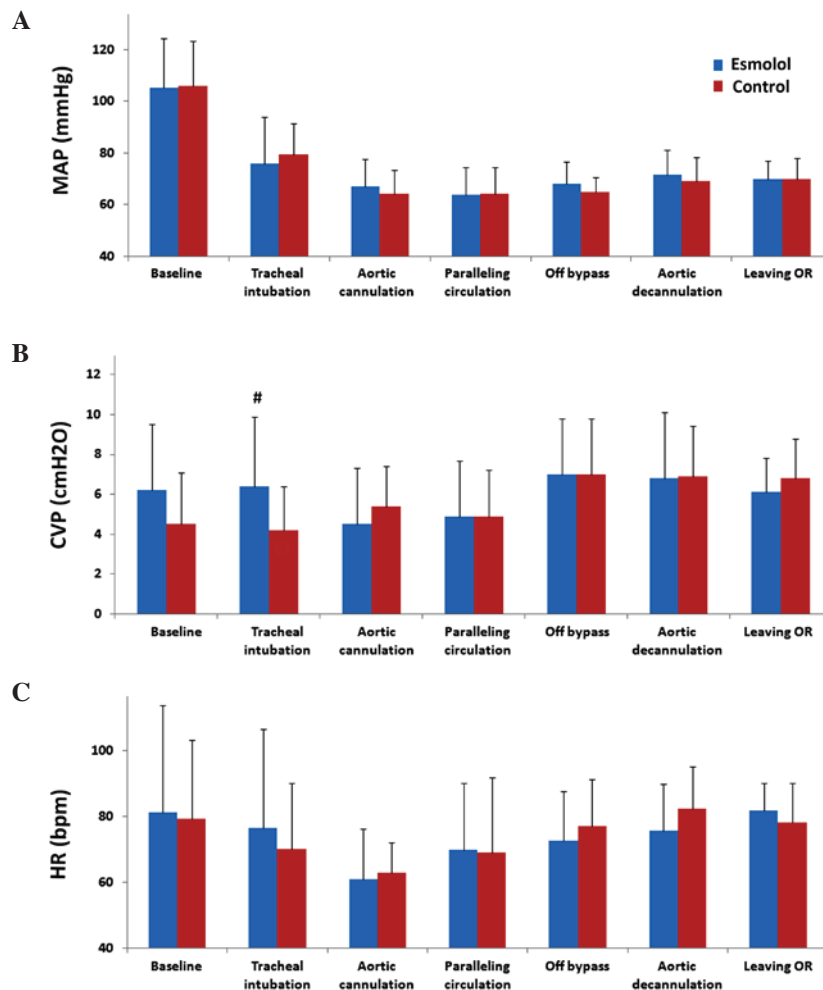 A
MAP (mmHg)
120
100
80
60
40
Esmolol
Control
Baseline
Tracheal
intubation
Aortic
cannulation
Paralleling
circulation
Off bypass
Aortic
decannulation
Leaving OR
B
CVP (cmH2O)
12
10
8
6
4
2
0
#
Baseline
Tracheal
intubation
Aortic
cannulation
Paralleling
circulation
Off bypass
Aortic
decannulation
Leaving OR
C
HR (bpm)
100
80
60
40
Baseline
Tracheal
intubation
Aortic
cannulation
Paralleling
circulation
Off bypass
Aortic
decannulation
Leaving OR